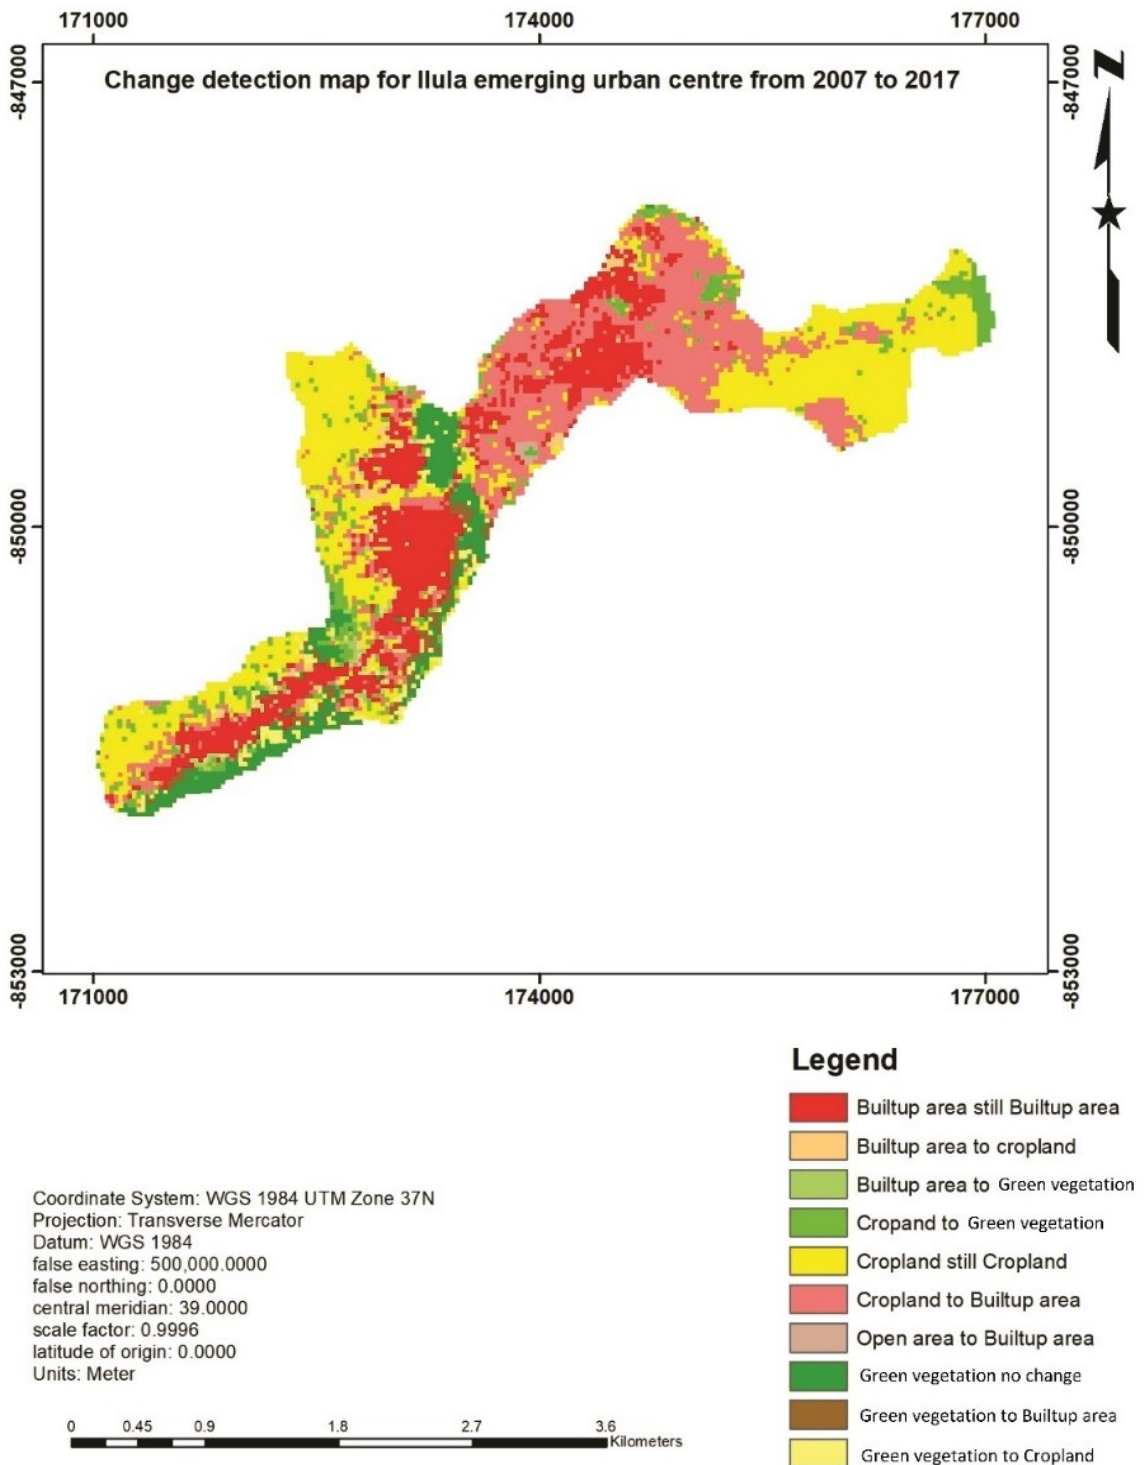 171000 174000 177000
-847000 -847000
Change detection map for Ilula emerging urban centre from 2007 to 2017
N
-850000 -850000
-853000 -853000
171000 174000 177000
Legend
Builtup area still Builtup area
Builtup area to cropland
Builtup area to Green vegetation
Cropand to Green vegetation
Cropland still Cropland
Cropland to Builtup area
Open area to Builtup area
Green vegetation no change
Green vegetation to Builtup area
Green vegetation to Cropland
Coordinate System: WGS 1984 UTM Zone 37N
Projection: Transverse Mercator
Datum: WGS 1984
false easting: 500,000.0000
false northing: 0.0000
central meridian: 39.0000
scale factor: 0.9996
latitude of origin: 0.0000
Units: Meter
0 0.45 0.9 1.8 2.7 3.6
Kilometers